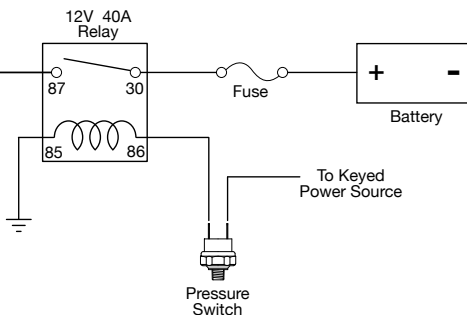 12V 40A
Relay
87
30
Fuse
+
-
Battery
85
86
To Keyed
Power Source
Pressure
Switch